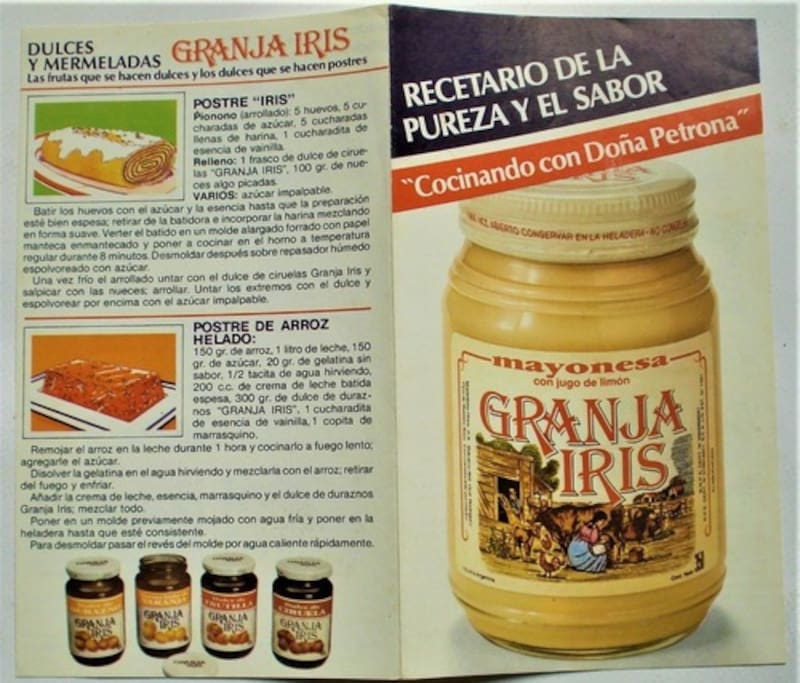 DULCES
Y MERMELADAS GRANJA IRIS
Las frutas que se hacen dulces y los dulces que se hacen postres
POSTRE "IRIS"
Pionono (arrollado): 5 huevos, 5 cu-
charadas de azúcar, 5 cucharadas
llenas de harina, 1 cucharadita de
esencia de vainilla.
Relleno: 1 frasco de dulce de cirue-
las "GRANJA IRIS", 100 gr. de nue-
ces algo picadas.
VARIOS: azúcar impalpable.
Batir los huevos con el azúcar y la esencia hasta que la preparación
esté bien espesa; retirar de la batidora e incorporar la harina mezclando
en forma suave. Verter el batido en un molde alargado forrado con papel
manteca enmantecado y poner a cocinar en el horno a temperatura
regular durante 8 minutos. Desmoldar después sobre repasador húmedo
espolvoreado con azúcar.
Una vez frío el arrollado untar con el dulce de ciruelas Granja Iris y
salpicar con las nueces; arrollar. Untar los extremos con el dulce y
espolvorear por encima con el azúcar impalpable.
POSTRE DE ARROZ
HELADO:
150 gr. de arroz, 1 litro de leche, 150
gr. de azúcar, 20 gr. de gelatina sin
sabor, 1/2 tacita de agua hirviendo,
200 c.c. de crema de leche batida
espesa, 300 gr. de dulce de duraz-
nos "GRANJA IRIS", 1 cucharadita
de esencia de vainilla, 1 copita de
marrasquino.
Remojar el arroz en la leche durante 1 hora y cocinarlo a fuego lento;
agregarle el azúcar.
Disolver la gelatina en el agua hirviendo y mezclarla con el arroz; retirar
del fuego y enfriar.
Añadir la crema de leche, esencia, marrasquino y el dulce de duraznos
Granja Iris; mezclar todo.
Poner en un molde previamente mojado con agua fría y poner en la
heladera hasta que esté consistente.
Para desmoldar pasar el revés del molde por agua caliente rápidamente.
Dulce de
DURAZNO
GRANJA
IRIS
NARANJA
GRANJA
IRIS
Dulce de
FRUTILLA
GRANJA
IRIS
Dulce de
CIRUELA
GRANJA
IRIS
RECETARIO DE LA
PUREZA Y EL SABOR
"Cocinando con Doña Petrona"
VEZ ABIERTO CONSERVAR EN LA HELADERA - NO
mayonesa
con jugo de limón
GRANJA
IRIS